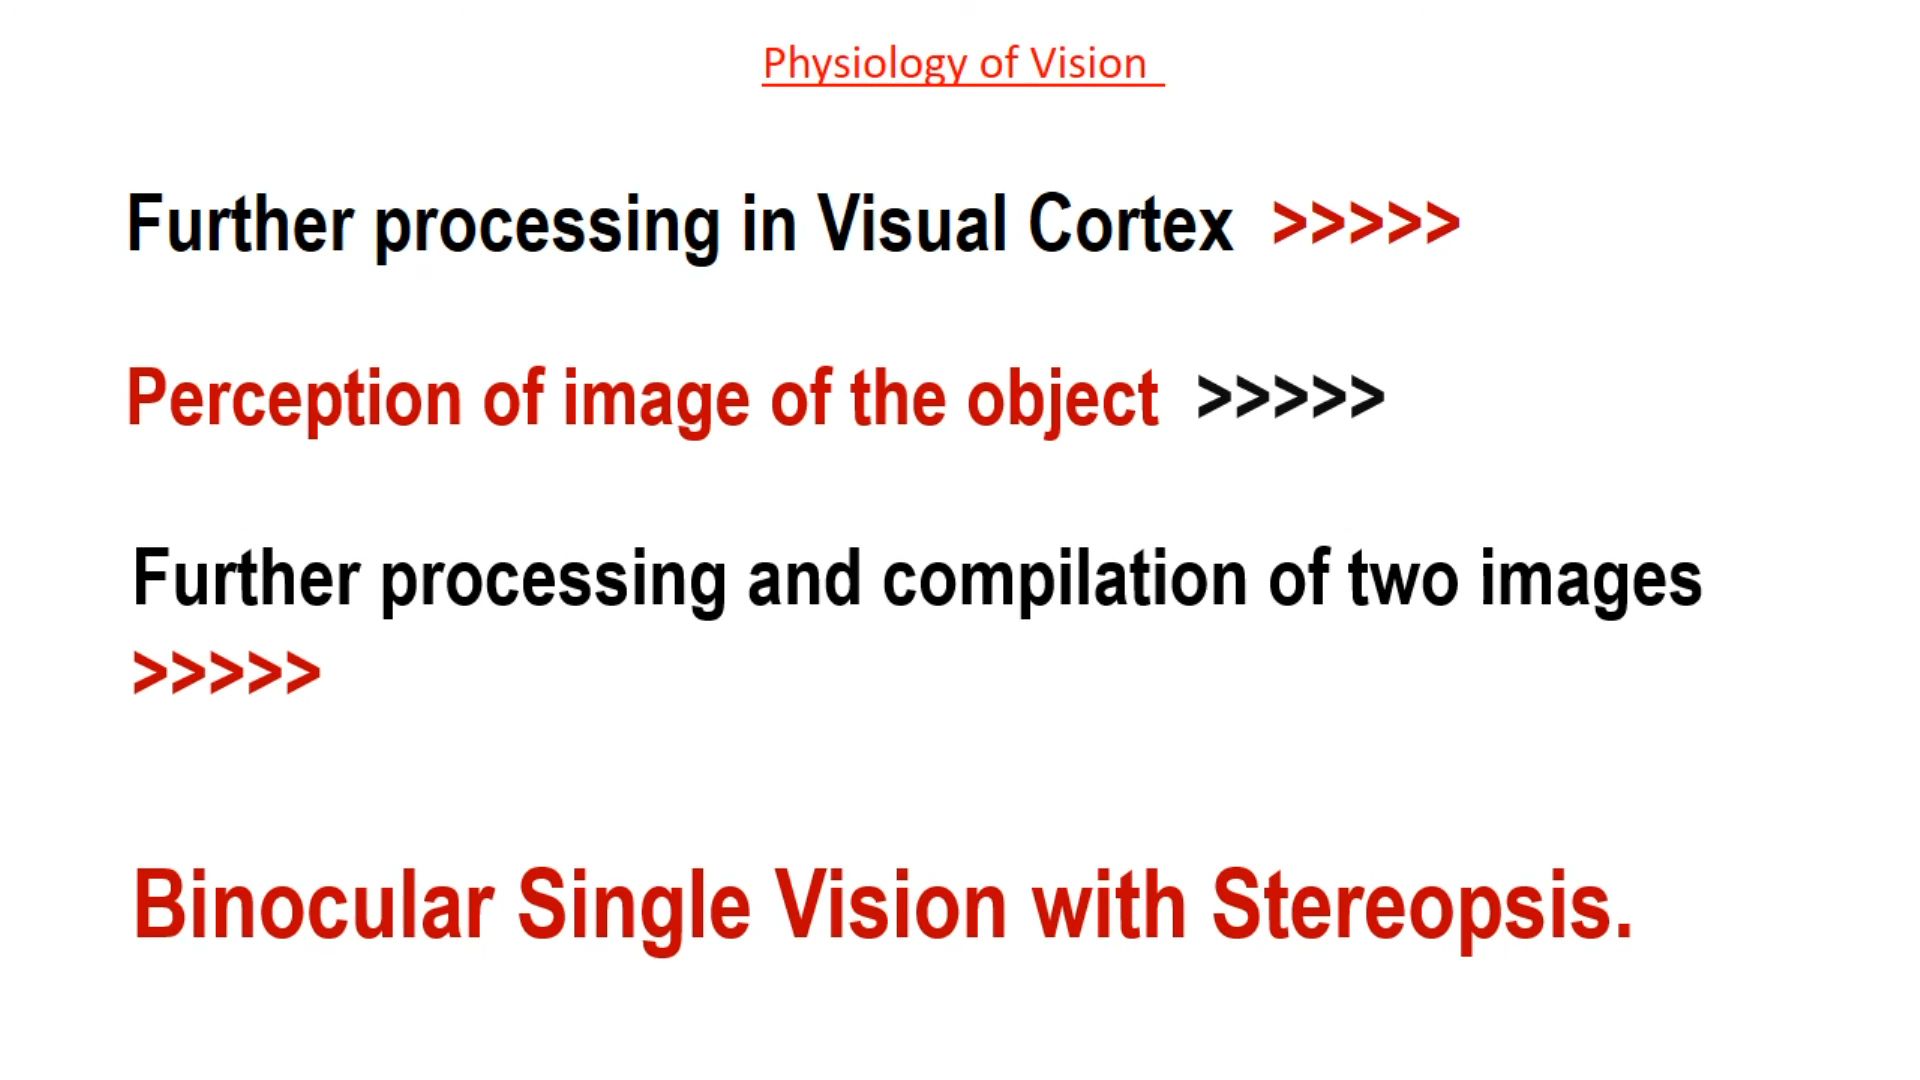 Physiology of Vision
Further processing in Visual Cortex >>>>>
Perception of image of the object >>>>>
Further processing and compilation of two images
>>>>>
Binocular Single Vision with Stereopsis.